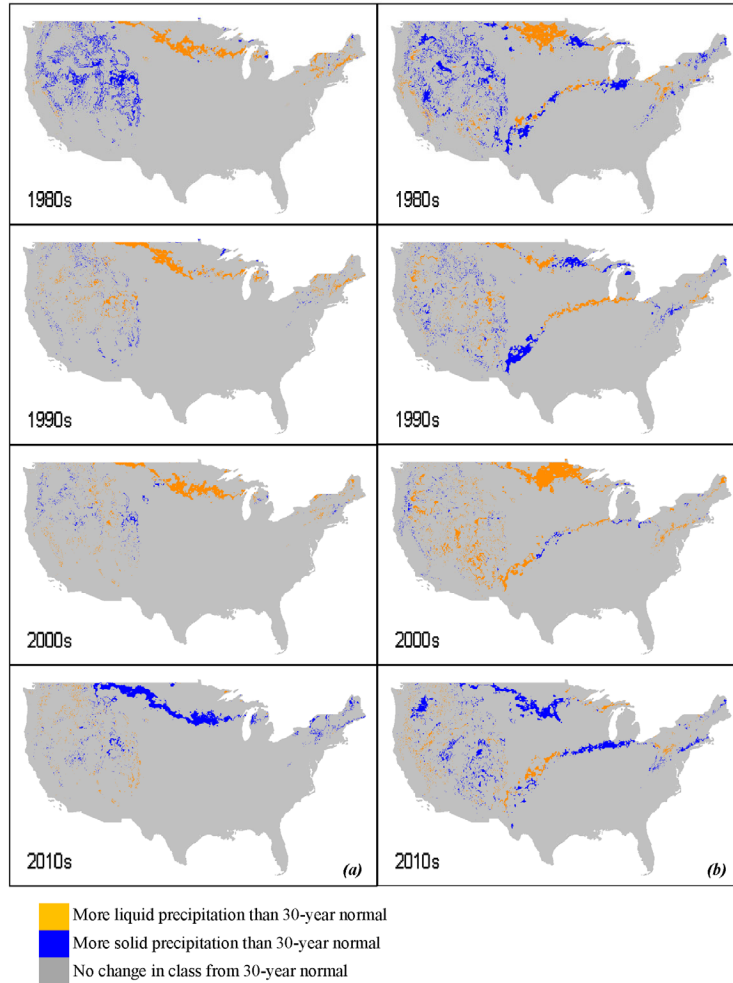 1980s
1980s
1990s
1990s
2000s
2000s
2010s
(a)
2010s
(b)
More liquid precipitation than 30-year normal
More solid precipitation than 30-year normal
No change in class from 30-year normal